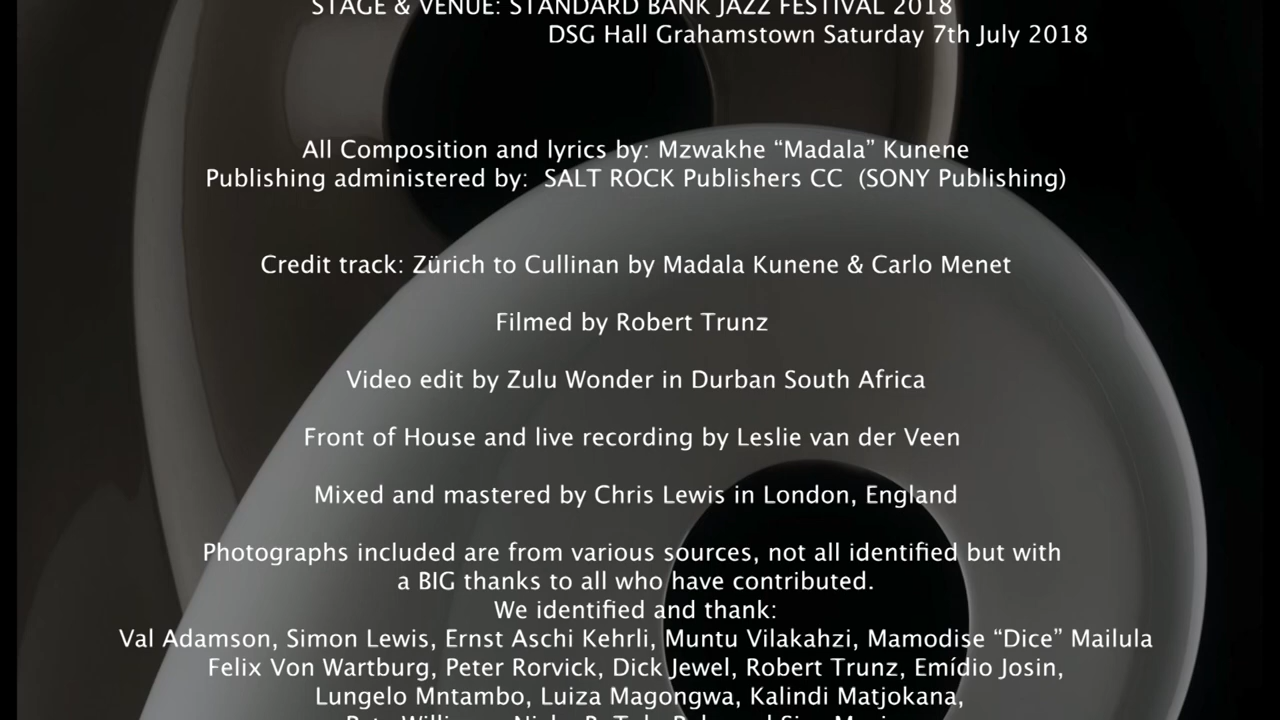 STAGE & VENUE: STANDARD BANK JAZZ FESTIVAL 2018
DSG Hall Grahamstown Saturday 7th July 2018
All Composition and lyrics by: Mzwakhe “Madala” Kunene
Publishing administered by: SALT ROCK Publishers CC (SONY Publishing)
Credit track: Zürich to Cullinan by Madala Kunene & Carlo Menet
Filmed by Robert Trunz
Video edit by Zulu Wonder in Durban South Africa
Front of House and live recording by Leslie van der Veen
Mixed and mastered by Chris Lewis in London, England
Photographs included are from various sources, not all identified but with
a BIG thanks to all who have contributed.
We identified and thank:
Val Adamson, Simon Lewis, Ernst Aschi Kehrli, Muntu Vilakahzi, Mamodise “Dice” Mailula
Felix Von Wartburg, Peter Rorvick, Dick Jewel, Robert Trunz, Emídio Josin,
Lungelo Mntambo, Luiza Magongwa, Kalindi Matjokana,